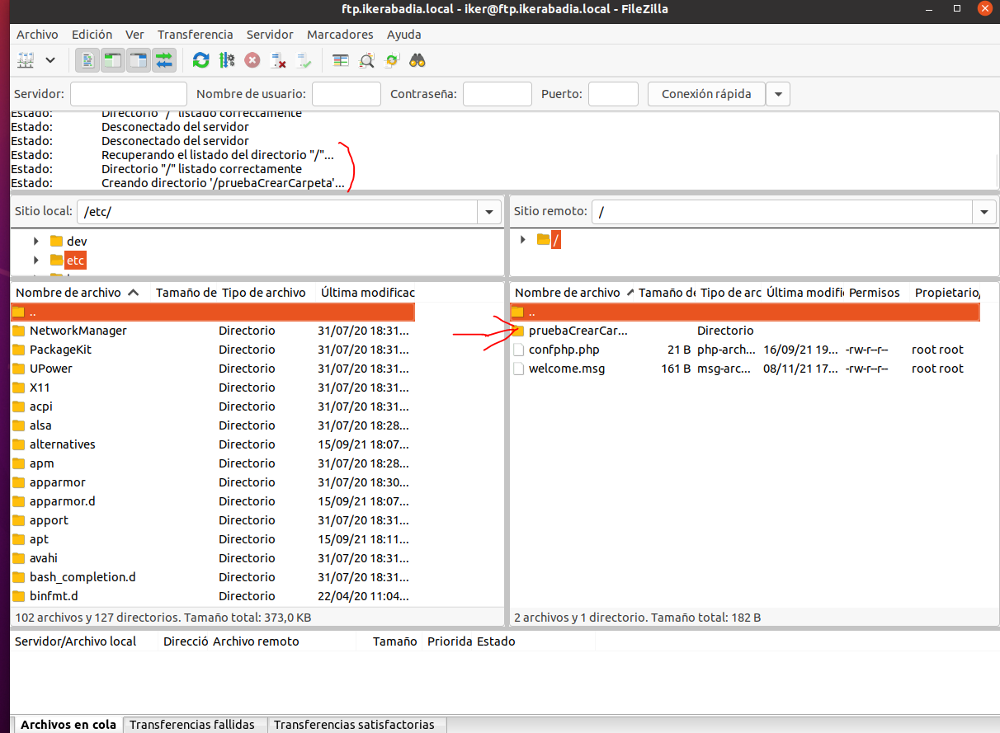 ftp.ikerabadia.local - iker@ftp.ikerabadia.local - FileZilla
Archivo Edición Ver Transferencia Servidor Marcadores Ayuda
Servidor: Nombre de usuario: Contraseña: Puerto: Conexión rápida
Estado: Directorio "/" listado correctamente
Estado: Desconectado del servidor
Estado: Desconectado del servidor
Estado: Recuperando el listado del directorio "/"...
Estado: Directorio "/" listado correctamente
Estado: Creando directorio '/pruebaCrearCarpeta'...
Sitio local: /etc/
dev
etc
Sitio remoto: /
/
Nombre de archivo Tamaño de Tipo de archivo Última modificac
..
NetworkManager Directorio 31/07/20 18:31...
PackageKit Directorio 31/07/20 18:31...
UPower Directorio 31/07/20 18:31...
X11 Directorio 31/07/20 18:31...
acpi Directorio 31/07/20 18:31...
alsa Directorio 31/07/20 18:28...
alternatives Directorio 15/09/21 18:07...
apm Directorio 31/07/20 18:28...
apparmor Directorio 31/07/20 18:30...
apparmor.d Directorio 15/09/21 18:07...
apport Directorio 31/07/20 18:31...
apt Directorio 15/09/21 18:11...
avahi Directorio 31/07/20 18:31...
bash_completion.d Directorio 31/07/20 18:31...
binfmt.d Directorio 22/04/20 11:04...
102 archivos y 127 directorios. Tamaño total: 373,0 KB
Nombre de archivo Tamaño de Tipo de arc Última modifi Permisos Propietario/
..
pruebaCrearCar... Directorio
confphp.php 21 B php-arch... 16/09/21 19... -rw-r--r-- root root
welcome.msg 161 B msg-arc... 08/11/21 17... -rw-r--r-- root root
2 archivos y 1 directorio. Tamaño total: 182 B
Servidor/Archivo local Direcció Archivo remoto Tamaño Priorida Estado
Archivos en cola Transferencias fallidas Transferencias satisfactorias